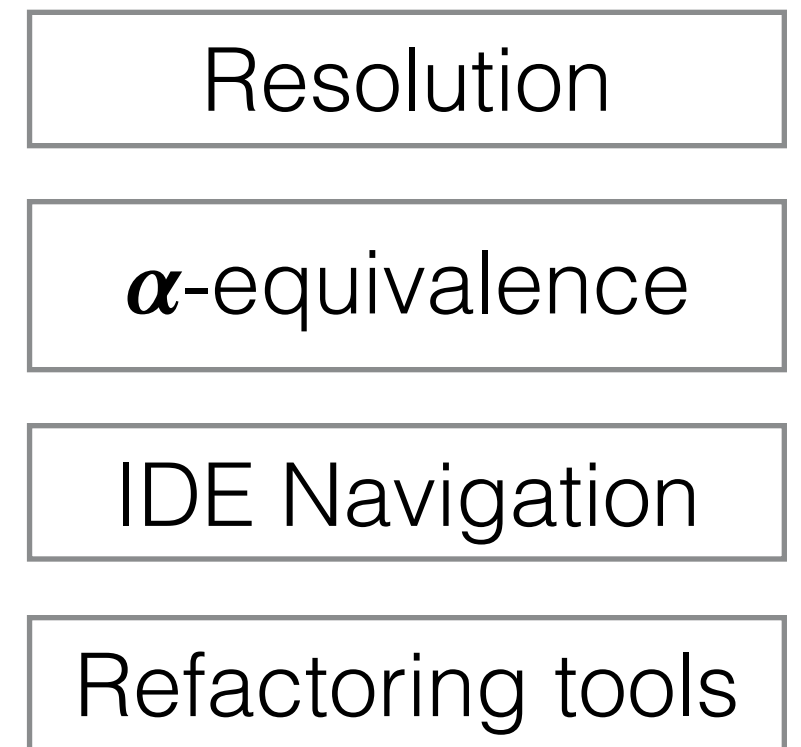 Resolution
α-equivalence
IDE Navigation
Refactoring tools